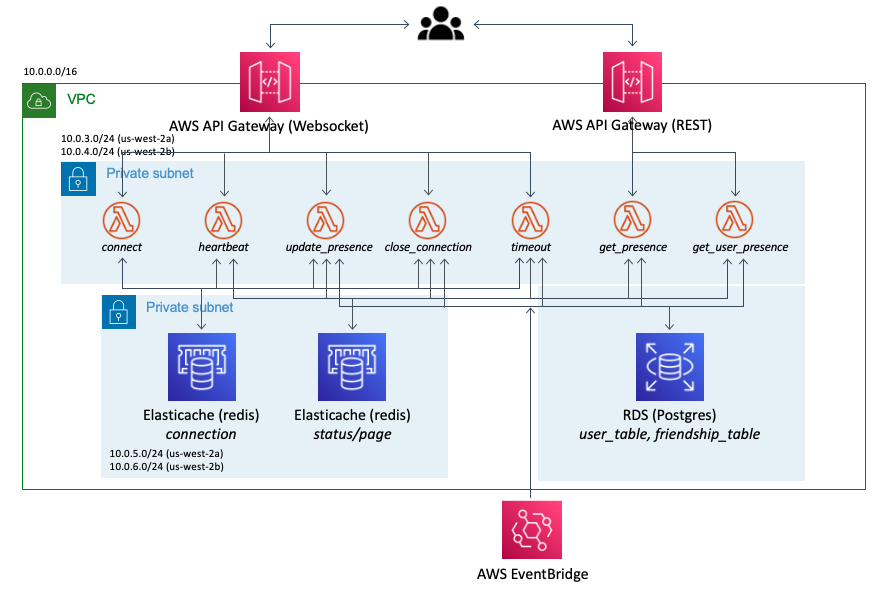 10.0.0.0/16
VPC
AWS API Gateway (Websocket)
AWS API Gateway (REST)
10.0.3.0/24 (us-west-2a)
10.0.4.0/24 (us-west-2b)
Private subnet
connect
heartbeat
update_presence
close_connection
timeout
get_presence
get_user_presence
Private subnet
Elasticache (redis)
connection
Elasticache (redis)
status/page
RDS (Postgres)
user_table, friendship_table
10.0.5.0/24 (us-west-2a)
10.0.6.0/24 (us-west-2b)
AWS EventBridge